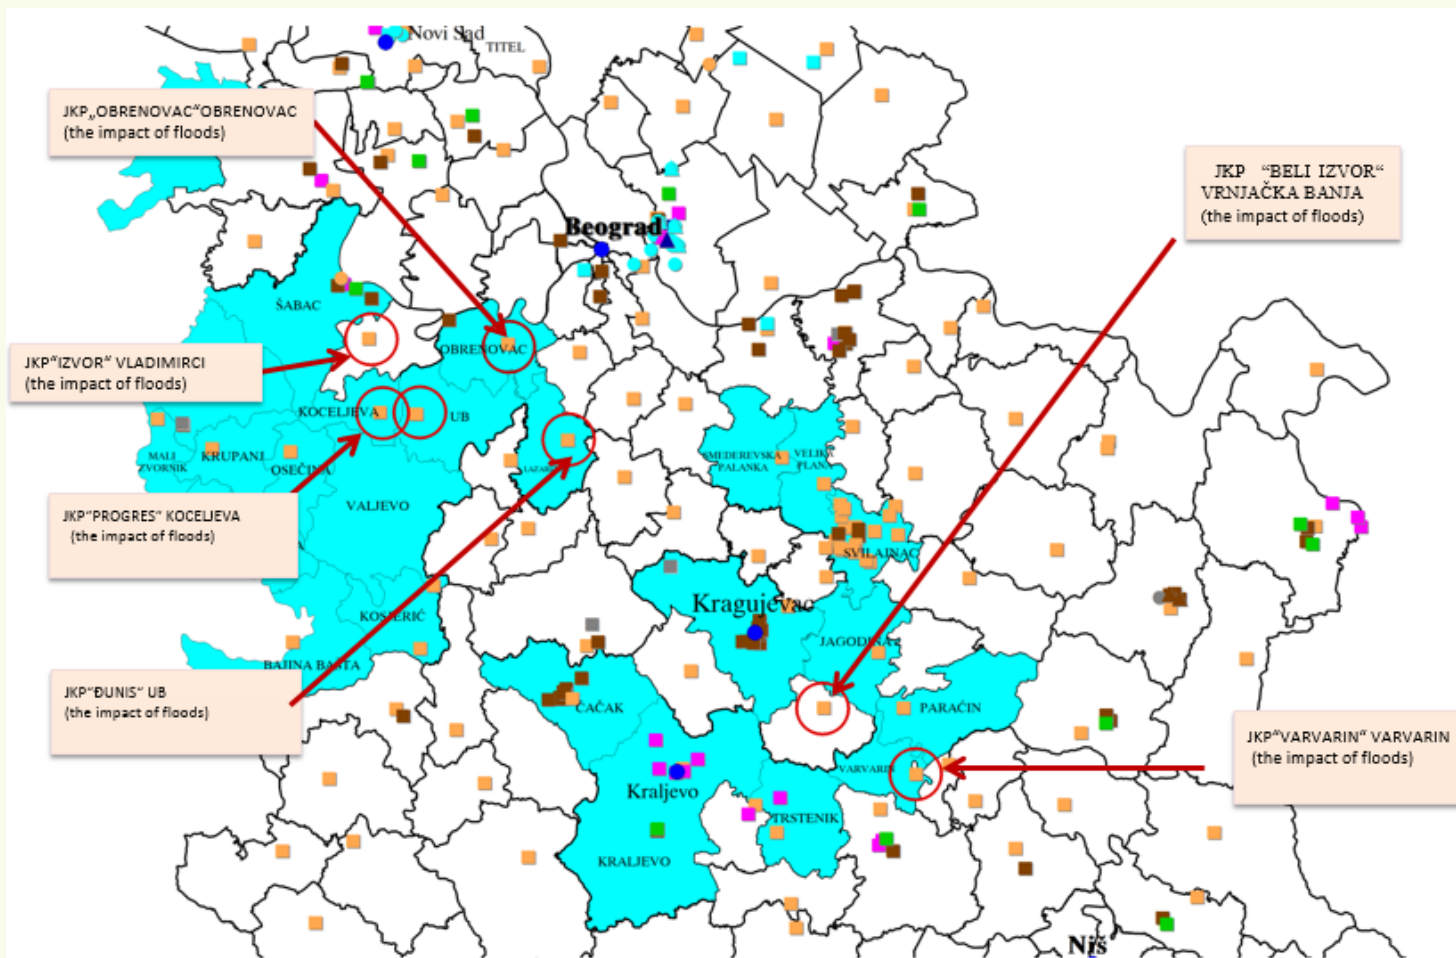 Novi Sad
TITEL
JKP„OBRENOVAC“OBRENOVAC
(the impact of floods)
JKP “BELI IZVOR“
VRNJAČKA BANJA
(the impact of floods)
Beograd
ŠABAC
OBRENOVAC
JKP“IZVOR“ VLADIMIRCI
(the impact of floods)
KOCELJEVA
UB
MALI
ZVORNIK
KRUPANJ
OSEČINA
SMEDEREVSKA
PALANKA
VELIKA
PLANA
VALJEVO
JKP“PROGRES“ KOCELJEVA
(the impact of floods)
SVILAJNAC
Kragujevac
KOSJERIĆ
JAGODINA
BAJINA BAŠTA
JKP“ĐUNIS“ UB
(the impact of floods)
ČAČAK
PARAĆIN
JKP“VARVARIN“ VARVARIN
(the impact of floods)
VARVARIN
Kraljevo
TRSTENIK
KRALJEVO
Niš